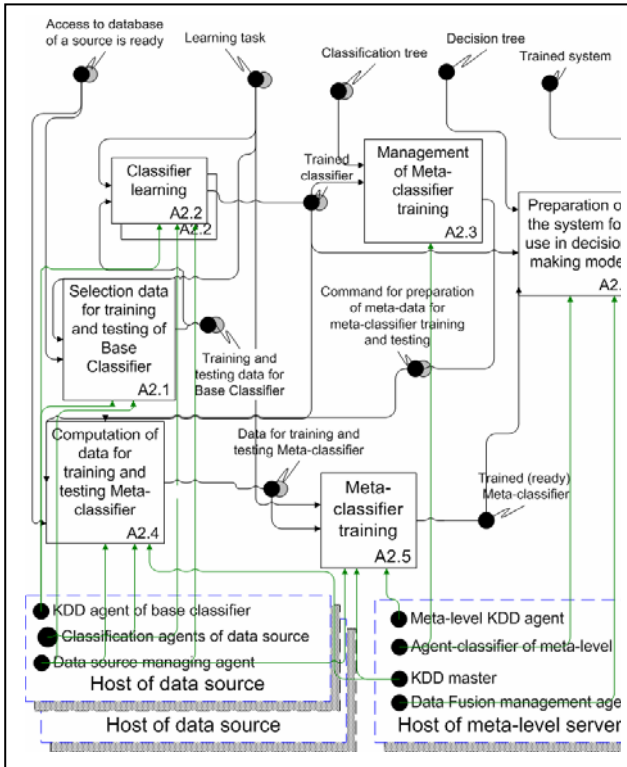 Access to database
of a source is ready
Learning task
Classification tree
Decision tree
Trained system
Classifier
learning
A2.2
A2.2
Trained
classifier
Management
of Meta-
classifier
training
A2.3
Preparation o
the system fo
use in decisio
making mode
A2.
Selection data
for training
and testing of
Base
Classifier
A2.1
Training and
testing data for
Base Classifier
Command for preparation
of meta-data for
meta-classifier training
and testing
Computation of
data for
training and
testing Meta-
classifier
A2.4
Data for training and
testing Meta-classifier
Meta-
classifier
training
A2.5
Trained (ready)
Meta-classifier
KDD agent of base classifier
Classification agents of data source
Data source managing agent
Host of data source
Host of data source
Meta-level KDD agent
Agent-classifier of meta-level
KDD master
Data Fusion management age
Host of meta-level server